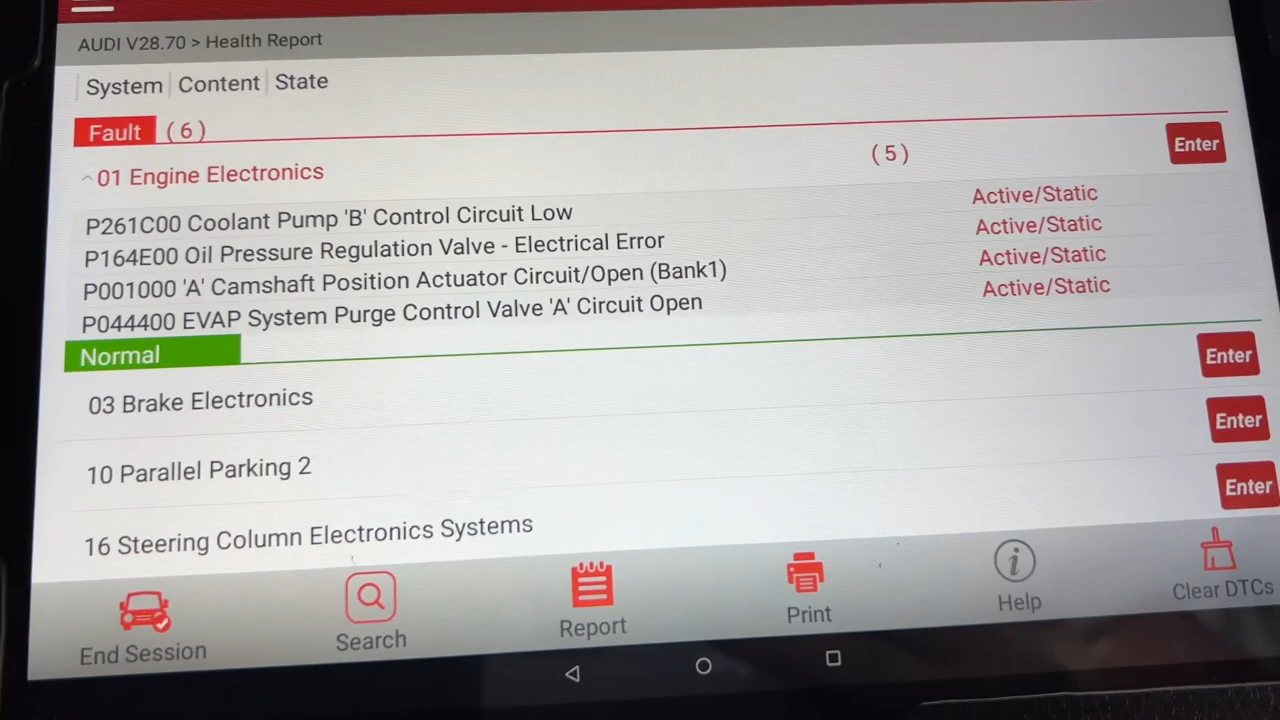 AUDI V28.70 > Health Report
System Content State
Fault (6)
01 Engine Electronics (5) Enter
P261C00 Coolant Pump 'B' Control Circuit Low Active/Static
P164E00 Oil Pressure Regulation Valve - Electrical Error Active/Static
P001000 'A' Camshaft Position Actuator Circuit/Open (Bank1) Active/Static
P044400 EVAP System Purge Control Valve 'A' Circuit Open Active/Static
Normal
03 Brake Electronics Enter
10 Parallel Parking 2 Enter
16 Steering Column Electronics Systems Enter
End Session Search Report Print Help Clear DTCs